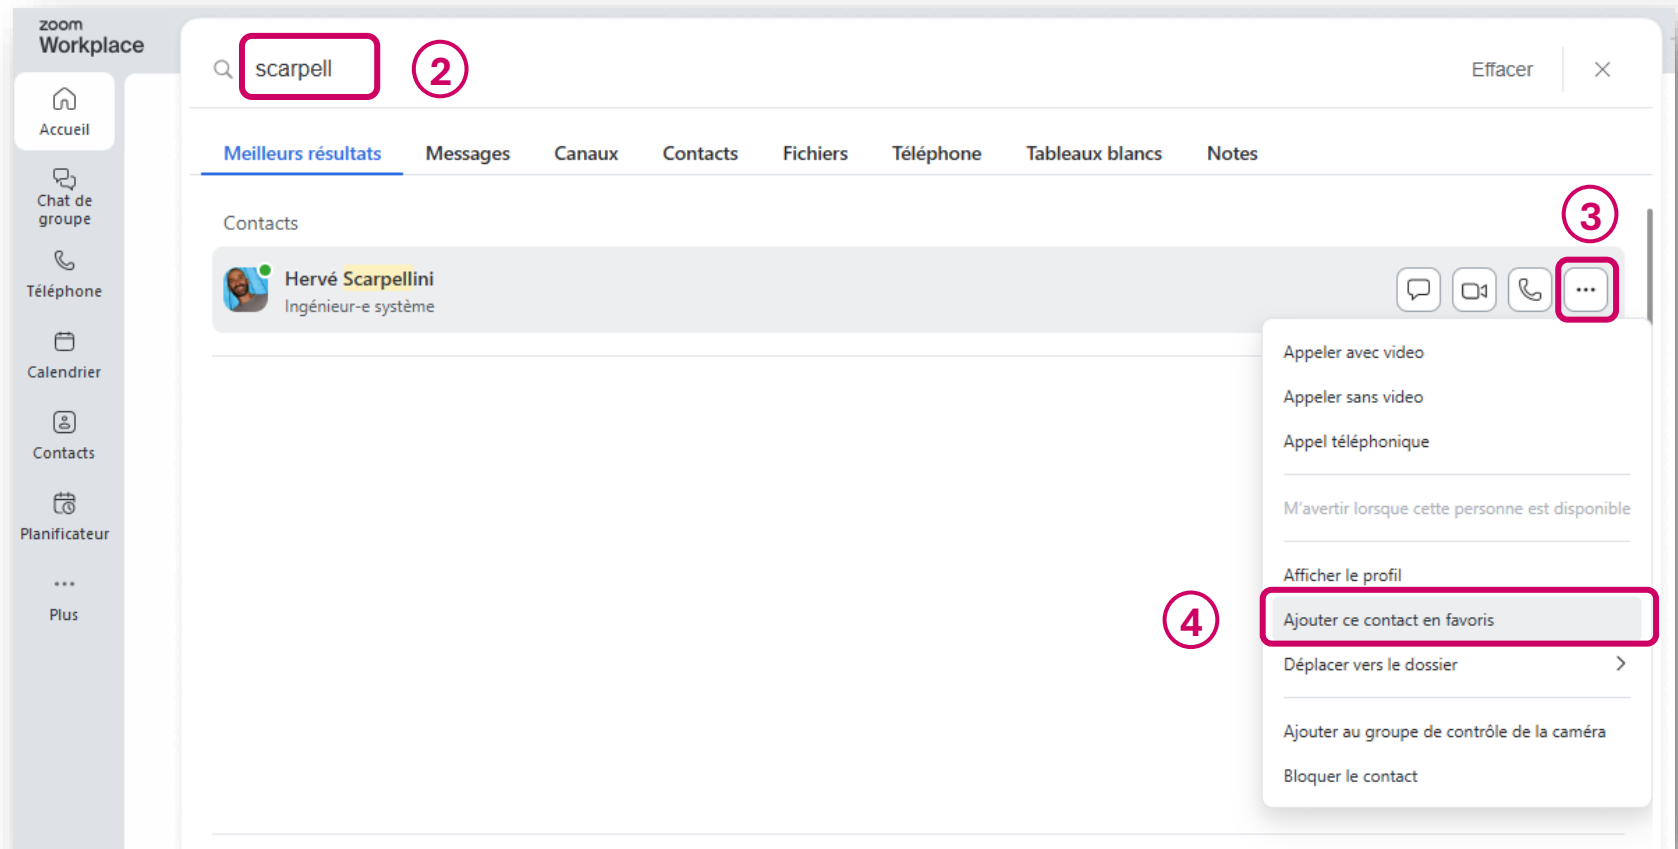 zoom
Workplace
scarpell
2
Effacer
Accueil
Chat de
groupe
Téléphone
Calendrier
Contacts
Planificateur
Plus
Meilleurs résultats Messages Canaux Contacts Fichiers Téléphone Tableaux blancs Notes
Contacts
3
Hervé Scarpellini
Ingénieur-e système
Appeler avec video
Appeler sans video
Appel téléphonique
M'avertir lorsque cette personne est disponible
Afficher le profil
4
Ajouter ce contact en favoris
Déplacer vers le dossier
Ajouter au groupe de contrôle de la caméra
Bloquer le contact